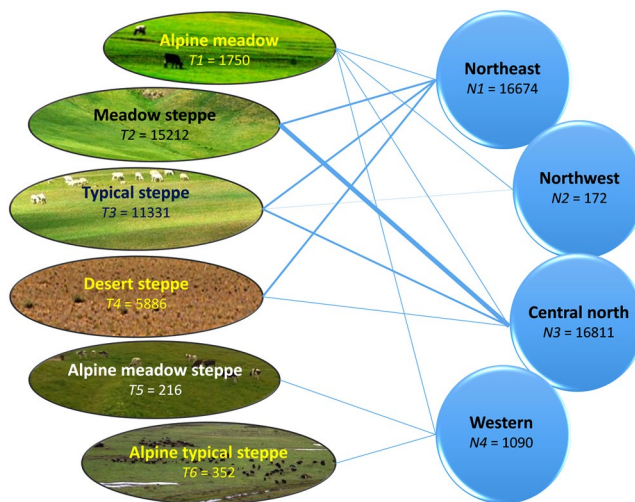 Alpine meadow
T1 = 1750
Meadow steppe
T2 = 15212
Typical steppe
T3 = 11331
Desert steppe
T4 = 5886
Alpine meadow steppe
T5 = 216
Alpine typical steppe
T6 = 352
Northeast
N1 = 16674
Northwest
N2 = 172
Central north
N3 = 16811
Western
N4 = 1090